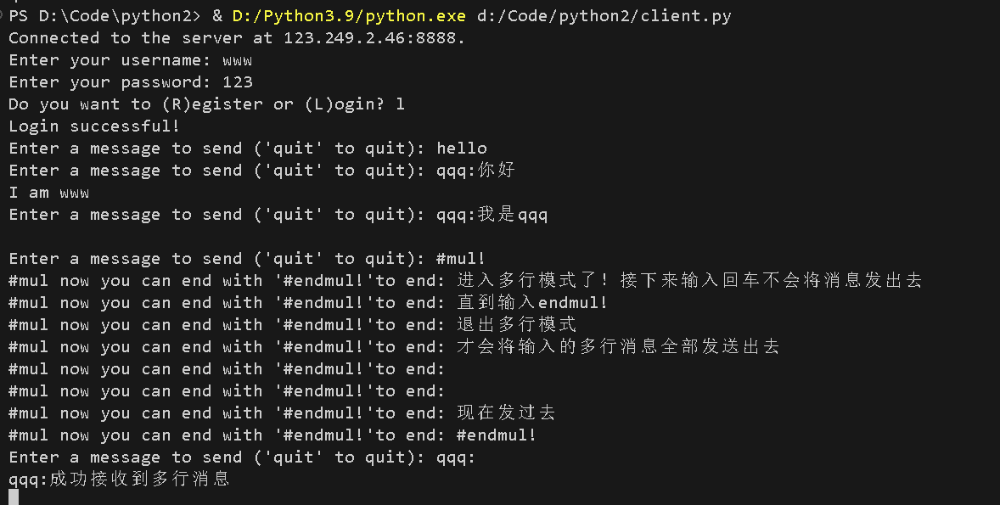 PS D:\Code\python2> & D:/Python3.9/python.exe d:/Code/python2/client.py
Connected to the server at 123.249.2.46:8888.
Enter your username: www
Enter your password: 123
Do you want to (R)egister or (L)ogin? l
Login successful!
Enter a message to send ('quit' to quit): hello
Enter a message to send ('quit' to quit): qqq:你好
I am www
Enter a message to send ('quit' to quit): qqq:我是qqq
Enter a message to send ('quit' to quit): #mul!
#mul now you can end with '#endmul!'to end: 进入多行模式了！接下来输入回车不会将消息发出去
#mul now you can end with '#endmul!'to end: 直到输入endmul!
#mul now you can end with '#endmul!'to end: 退出多行模式
#mul now you can end with '#endmul!'to end: 才会将输入的多行消息全部发送出去
#mul now you can end with '#endmul!'to end:
#mul now you can end with '#endmul!'to end:
#mul now you can end with '#endmul!'to end: 现在发过去
#mul now you can end with '#endmul!'to end: #endmul!
Enter a message to send ('quit' to quit): qqq:
qqq:成功接收到多行消息